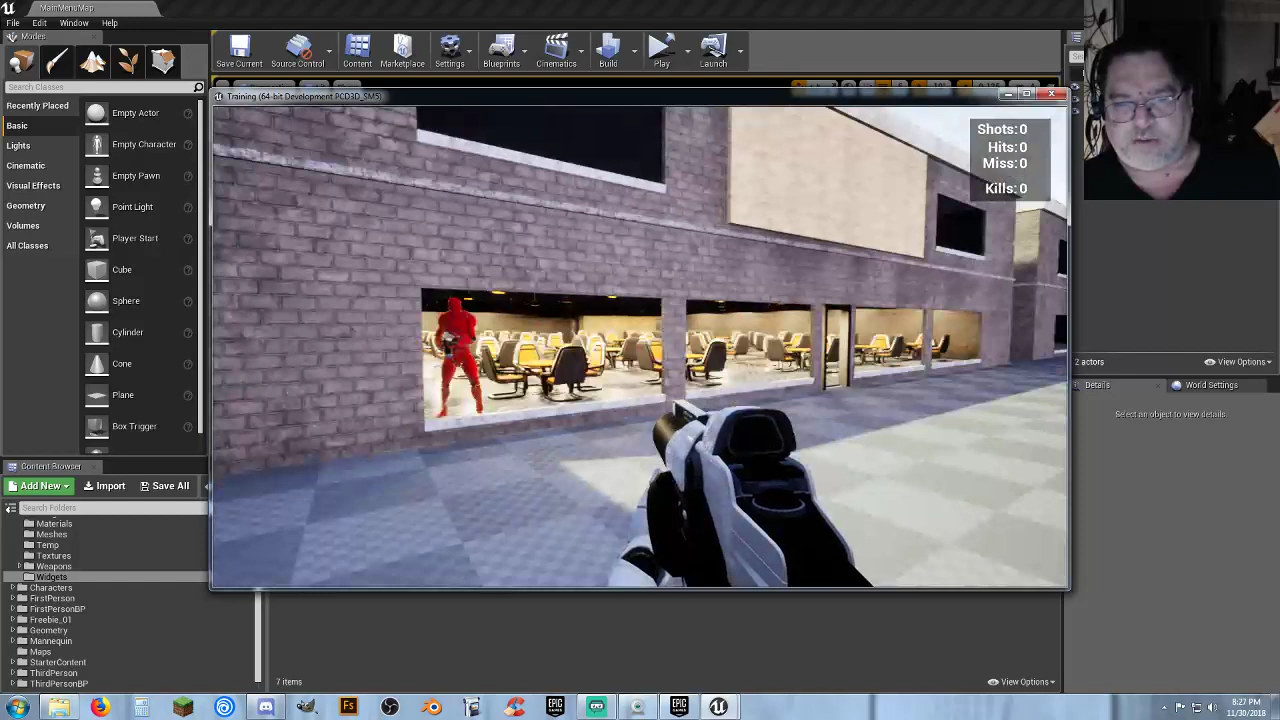 MainMenuMap
File Edit Window Help
Modes
Save Current
Source Control
Content
Marketplace
Settings
Blueprints
Cinematics
Build
Play
Launch
Search Classes
Recently Placed
Basic
Lights
Cinematic
Visual Effects
Geometry
Volumes
All Classes
Empty Actor
Empty Character
Empty Pawn
Point Light
Player Start
Cube
Sphere
Cylinder
Cone
Plane
Box Trigger
Training (64-bit Development PCD3D_SM5)
Shots: 0
Hits: 0
Miss: 0
Kills: 0
2 actors
View Options
Details
World Settings
Select an object to view details.
Content Browser
Add New
Import
Save All
Search Folders
Materials
Meshes
Temp
Textures
Weapons
Widgets
Characters
FirstPerson
FirstPersonBP
Freebie_01
Geometry
Mannequin
Maps
StarterContent
ThirdPerson
ThirdPersonBP
7 items
View Options
Fs
EPIC GAMES
EPIC GAMES
8:27 PM
11/30/2018